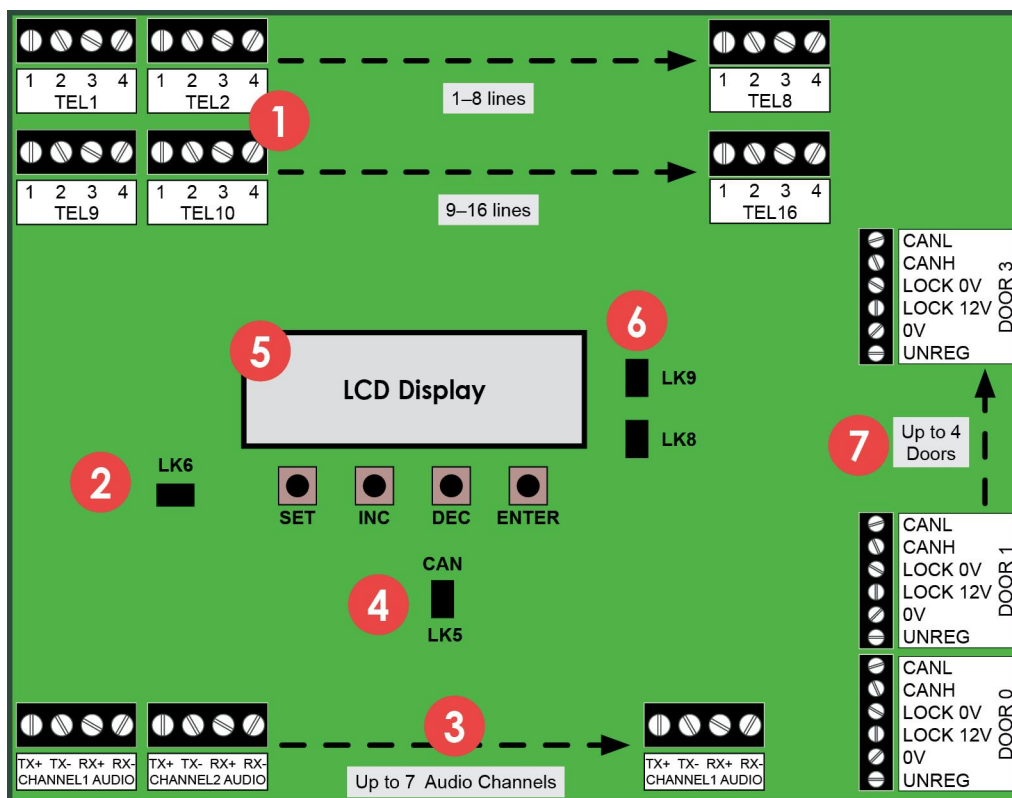 1 2 3 4
TEL1
1 2 3 4
TEL2
1
1–8 lines
1 2 3 4
TEL8
1 2 3 4
TEL9
1 2 3 4
TEL10
9–16 lines
1 2 3 4
TEL16
CANL
CANH
LOCK 0V
LOCK 12V
0V
UNREG
DOOR 3
5
LCD Display
6
LK9
LK8
7
Up to 4
Doors
2
LK6
SET INC DEC ENTER
4
CAN
LK5
CANL
CANH
LOCK 0V
LOCK 12V
0V
UNREG
DOOR 1
CANL
CANH
LOCK 0V
LOCK 12V
0V
UNREG
DOOR 0
TX+ TX- RX+ RX-
CHANNEL1 AUDIO
TX+ TX- RX+ RX-
CHANNEL2 AUDIO
3
Up to 7 Audio Channels
TX+ TX- RX+ RX-
CHANNEL1 AUDIO